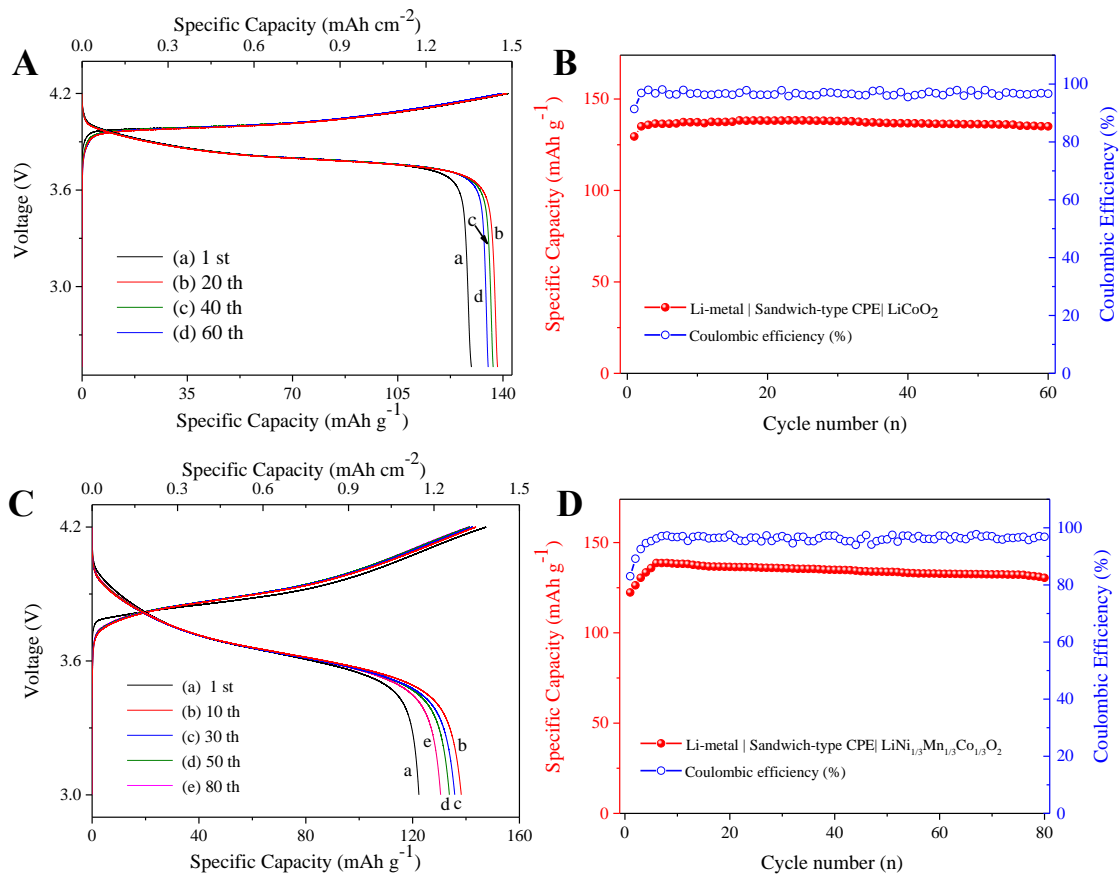 A
Specific Capacity (mAh cm-2)
0.0 0.3 0.6 0.9 1.2 1.5
4.2
3.6
3.0
Voltage (V)
a
c
b
d
(a) 1 st
(b) 20 th
(c) 40 th
(d) 60 th
0 35 70 105 140
Specific Capacity (mAh g-1)
B
150
100
50
0
Specific Capacity (mAh g-1)
100
80
60
40
20
0
Coulombic Efficiency (%)
Li-metal | Sandwich-type CPE| LiCoO2
Coulombic efficiency (%)
0 20 40 60
Cycle number (n)
C
Specific Capacity (mAh cm-2)
0.0 0.3 0.6 0.9 1.2 1.5
4.2
3.6
3.0
Voltage (V)
(a) 1 st
(b) 10 th
(c) 30 th
(d) 50 th
(e) 80 th
a
e
b
d
c
0 40 80 120 160
Specific Capacity (mAh g-1)
D
150
100
50
0
Specific Capacity (mAh g-1)
100
80
60
40
20
0
Coulombic Efficiency (%)
Li-metal | Sandwich-type CPE| LiNi1/3Mn1/3Co1/3O2
Coulombic efficiency (%)
0 20 40 60 80
Cycle number (n)